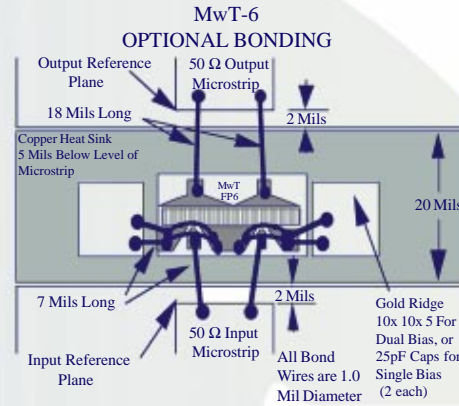 MwT-6
OPTIONAL BONDING
Output Reference
Plane
50 Ω Output
Microstrip
18 Mils Long
2 Mils
Copper Heat Sink
5 Mils Below Level of
Microstrip
MwT
FP6
20 Mils
7 Mils Long
2 Mils
50 Ω Input
Microstrip
Input Reference
Plane
All Bond
Wires are 1.0
Mil Diameter
Gold Ridge
10x 10x 5 For
Dual Bias, or
25pF Caps for
Single Bias
(2 each)